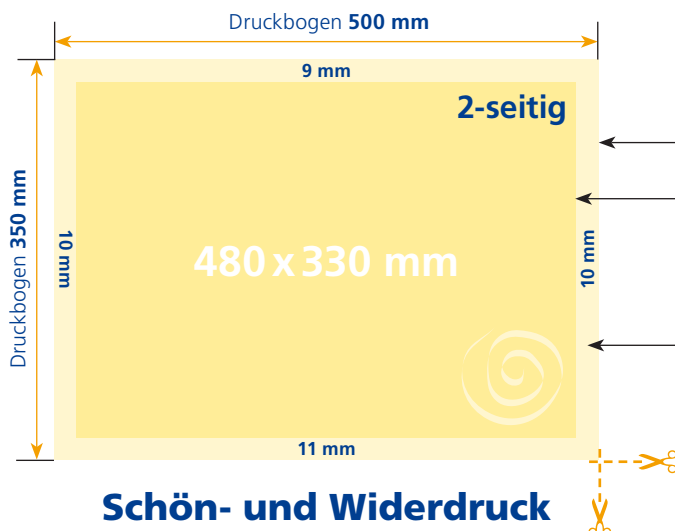 Druckbogen 500 mm
9 mm
2-seitig
Druckbogen 350 mm
10 mm
480 x 330 mm
10 mm
11 mm
Schön- und Widerdruck